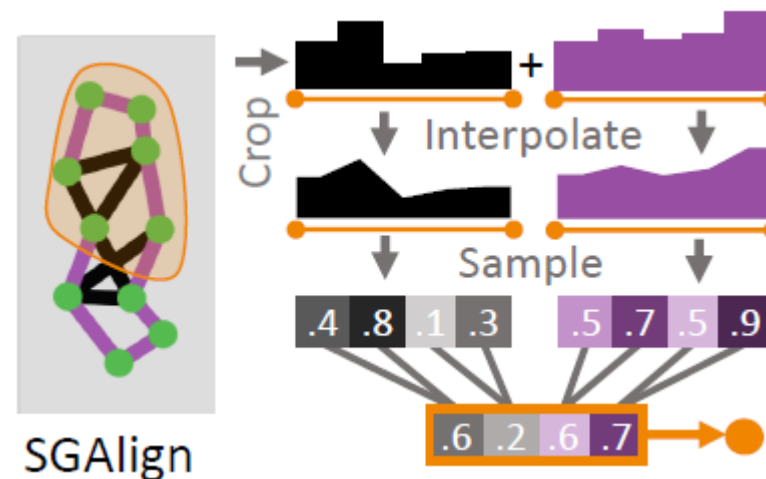 Crop
+
Interpolate
Sample
.4 .8 .1 .3 .5 .7 .5 .9
.6 .2 .6 .7
SGAlign